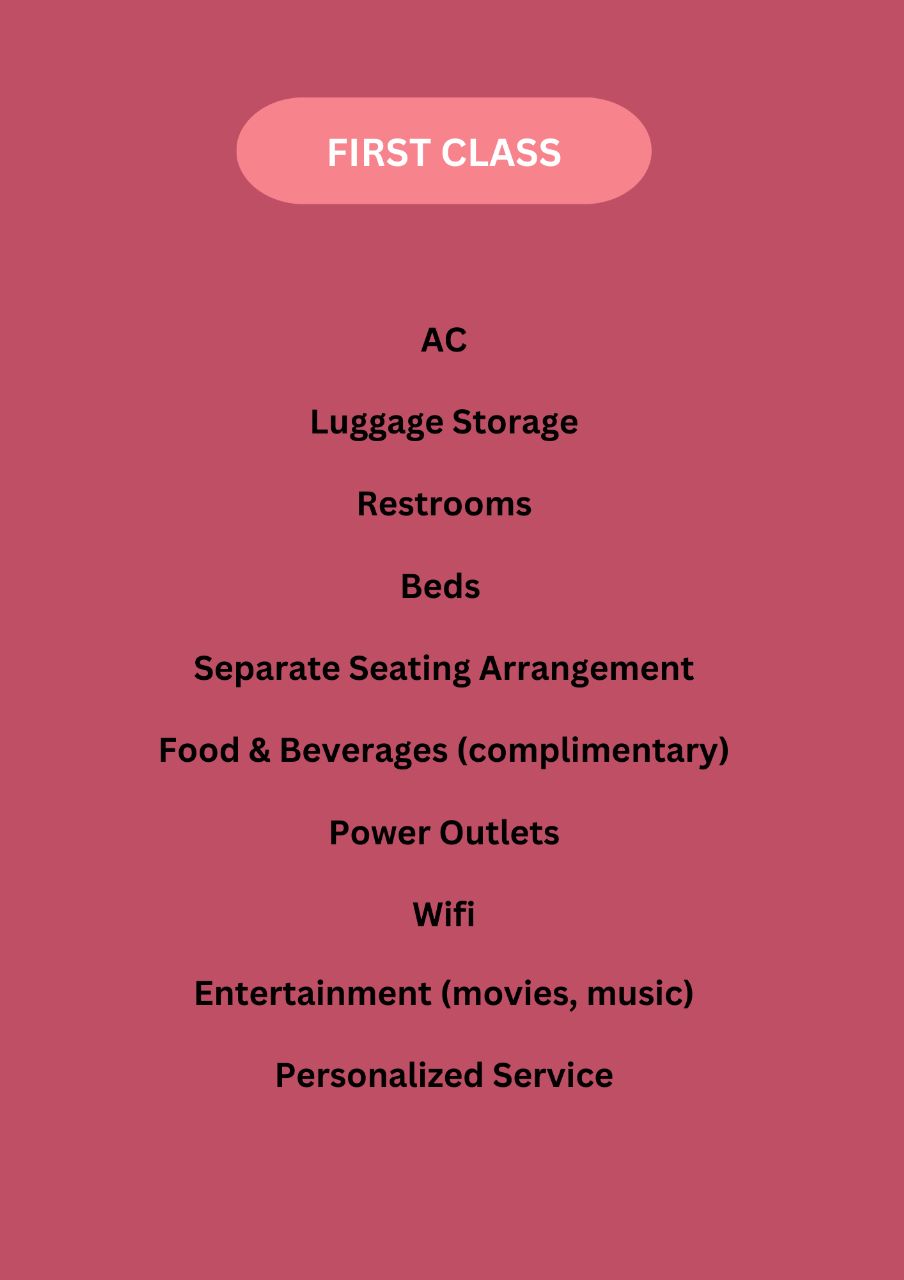 FIRST CLASS
AC
Luggage Storage
Restrooms
Beds
Separate Seating Arrangement
Food & Beverages (complimentary)
Power Outlets
Wifi
Entertainment (movies, music)
Personalized Service